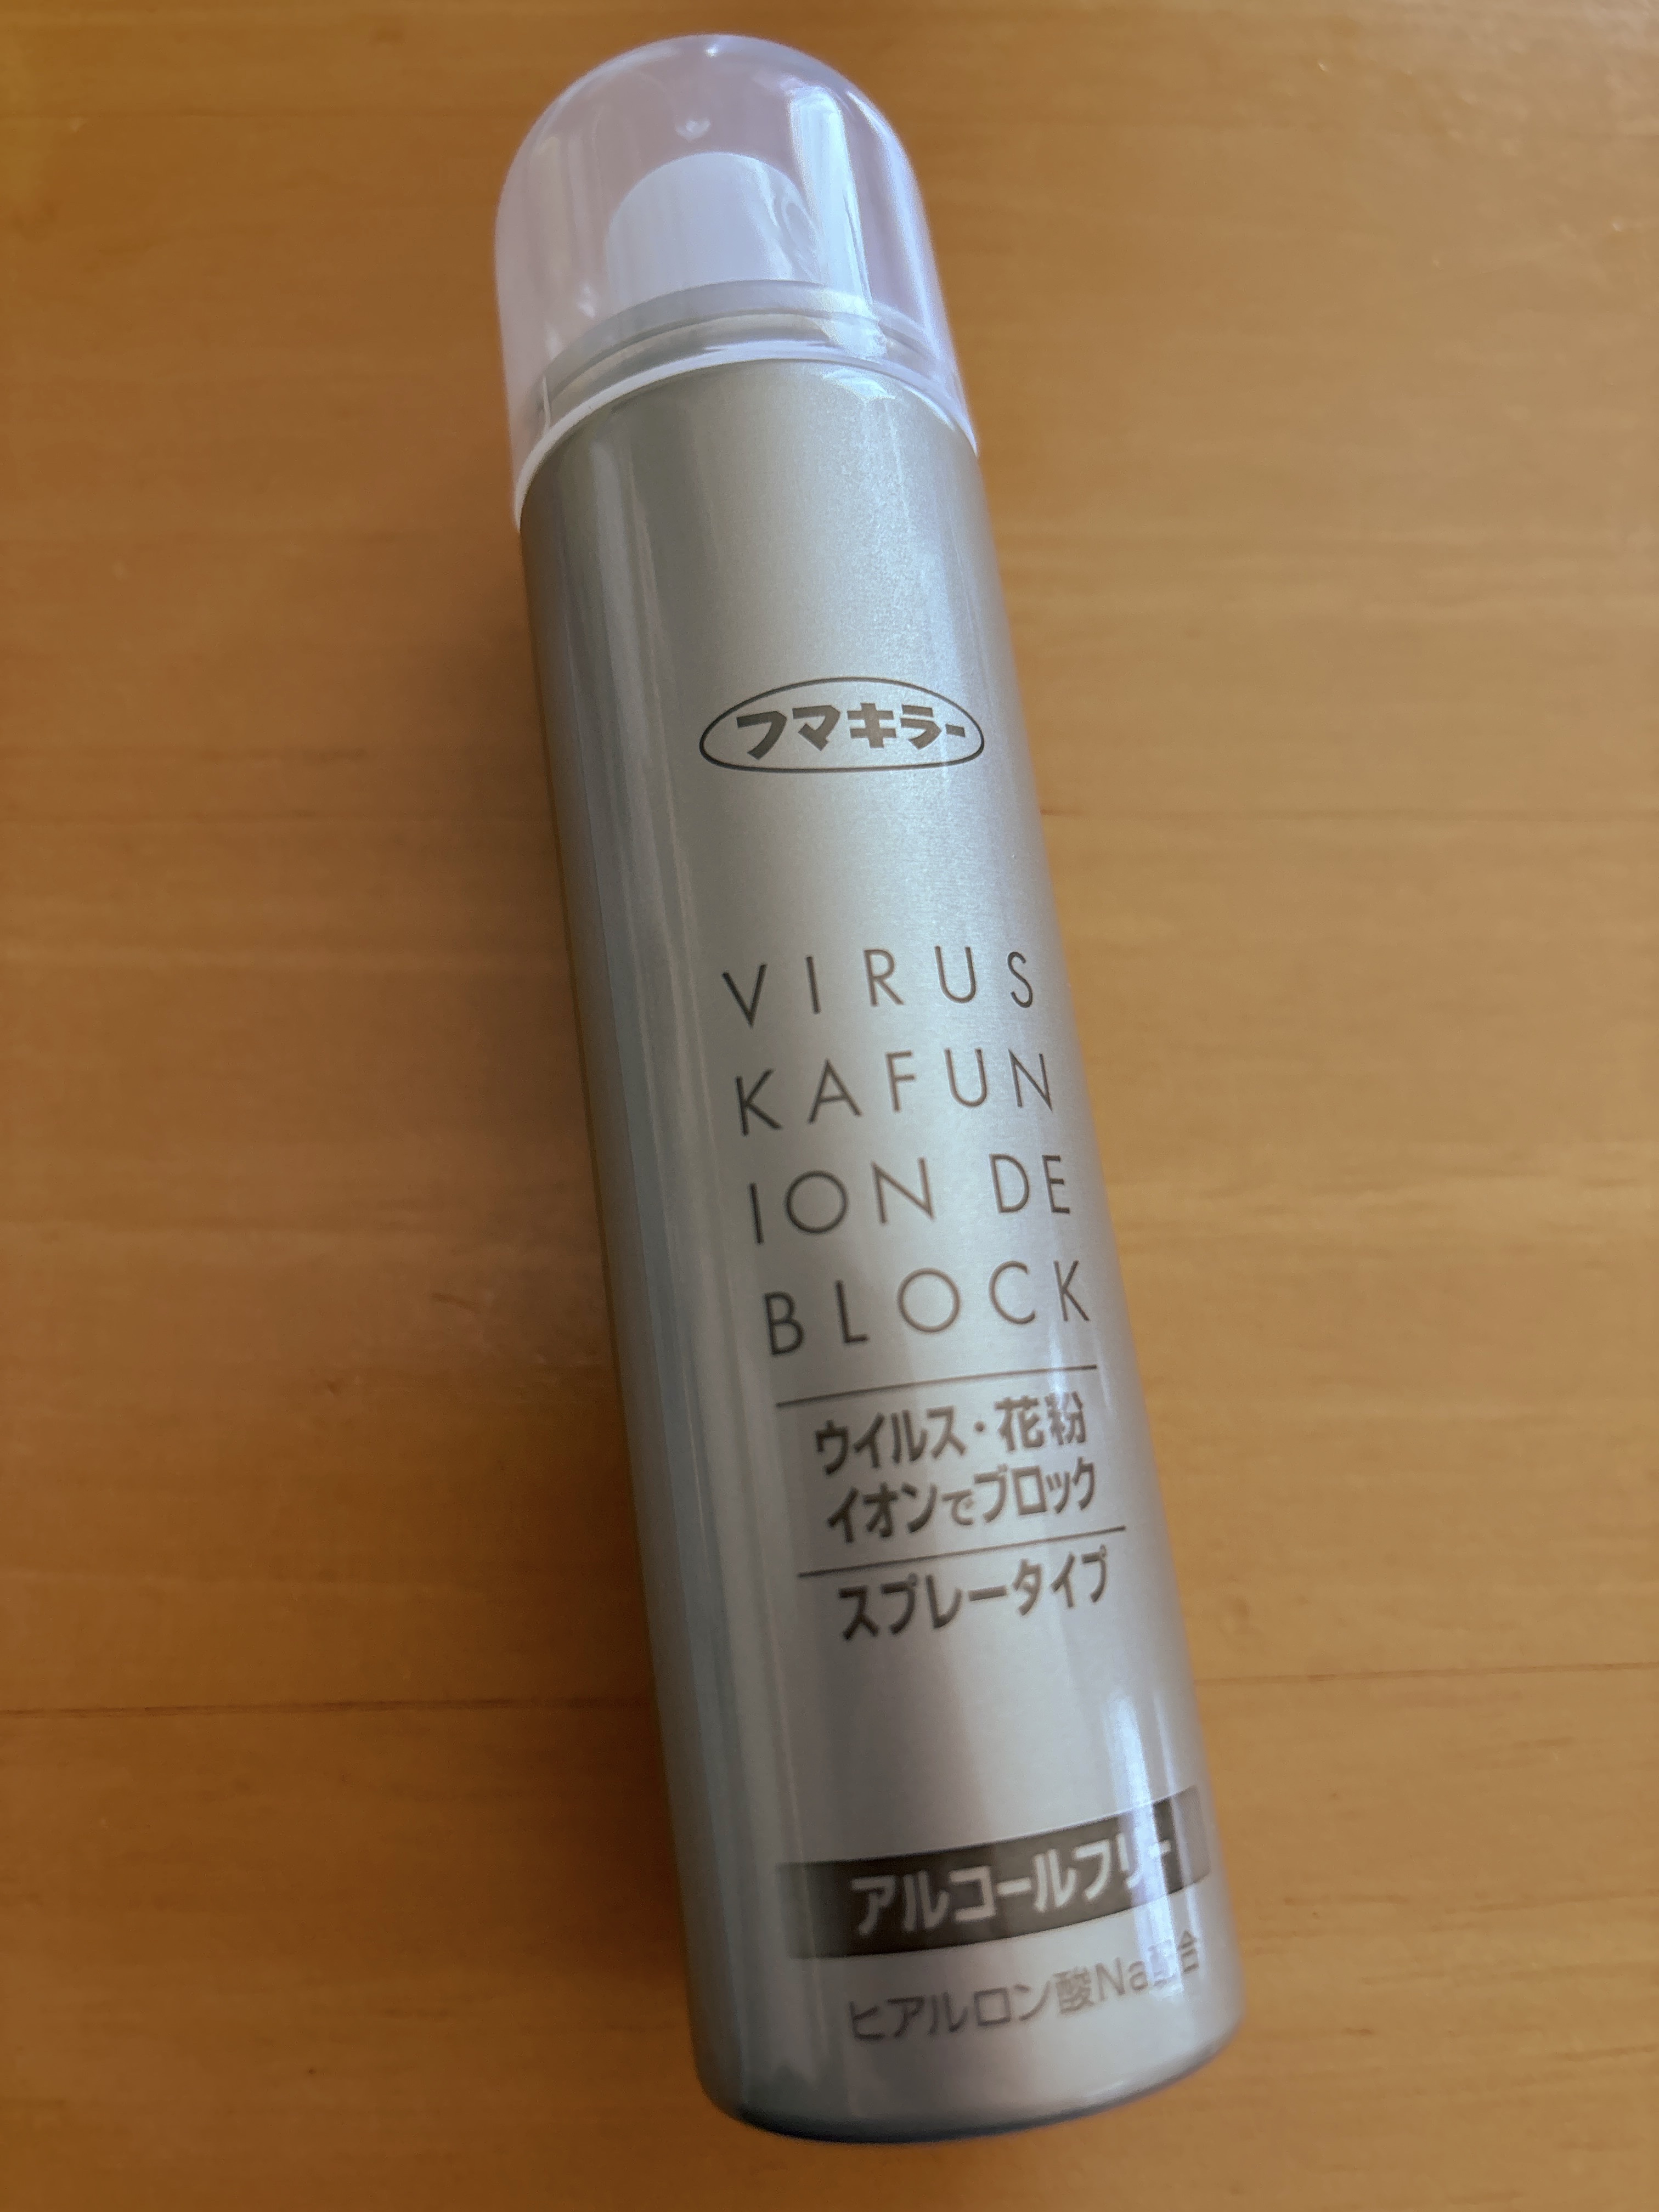 フマキラー
VIRUS
KAFUN
ION DE
BLOCK
ウイルス・花粉
イオンでブロック
スプレータイプ
アルコールフリー
ヒアルロン酸Na配合